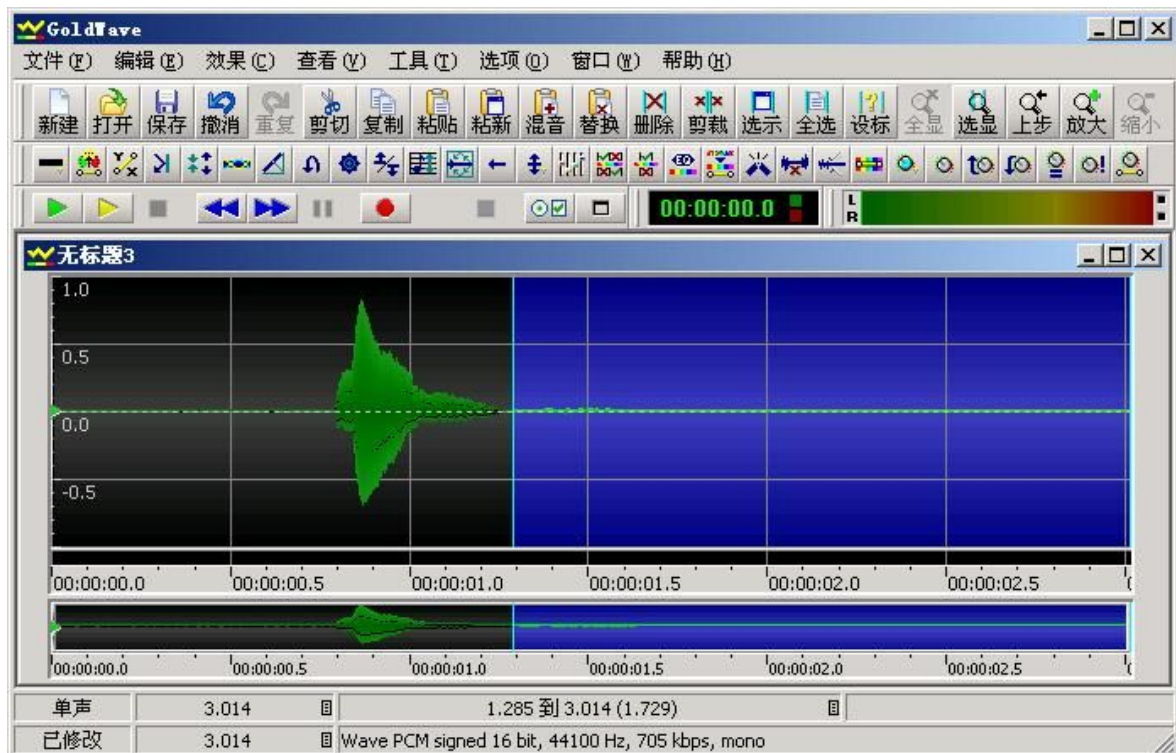 GoldWave
文件(F) 编辑(E) 效果(C) 查看(V) 工具(T) 选项(O) 窗口(W) 帮助(H)
新建 打开 保存 撤消 重复 剪切 复制 粘贴 粘新 混音 替换 删除 剪裁 选示 全选 设标 全显 选显 上步 放大 缩小
00:00:00.0 L
R
无标题3
1.0
0.5
0.0
-0.5
00:00:00.0 00:00:00.5 00:00:01.0 00:00:01.5 00:00:02.0 00:00:02.5
00:00:00.0 00:00:00.5 00:00:01.0 00:00:01.5 00:00:02.0 00:00:02.5
单声 3.014 1.285 到 3.014 (1.729)
已修改 3.014 Wave PCM signed 16 bit, 44100 Hz, 705 kbps, mono